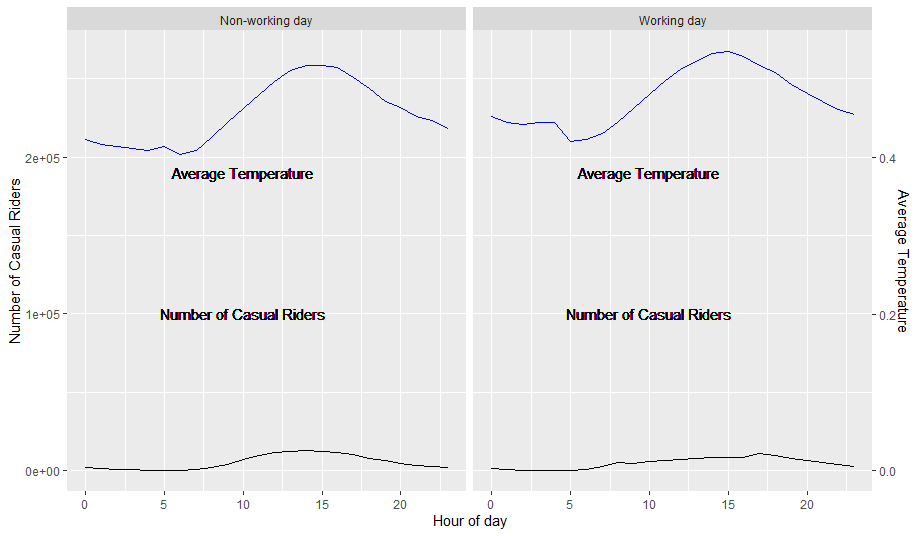 Non-working day
Working day
2e+05
1e+05
0e+00
Number of Casual Riders
Average Temperature
Number of Casual Riders
Average Temperature
Number of Casual Riders
0.4
0.2
0.0
Average Temperature
0 5 10 15 20
0 5 10 15 20
Hour of day